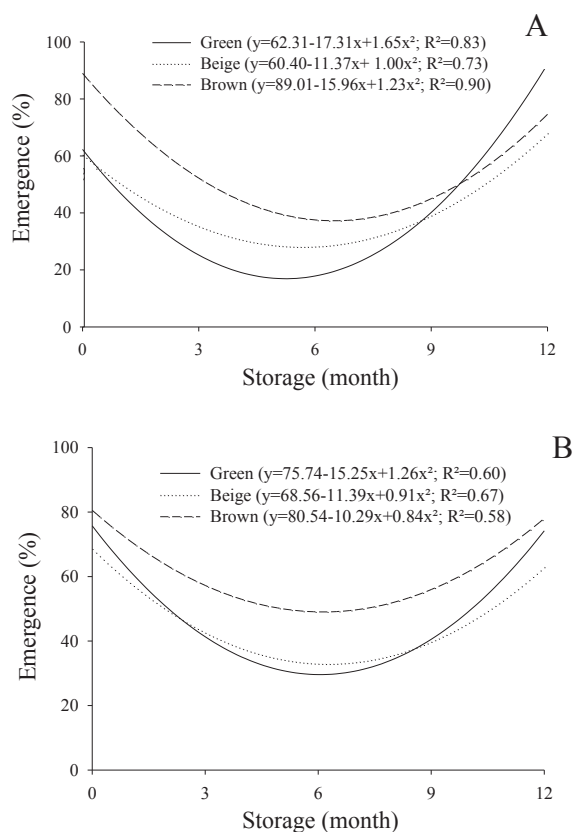 A
Green (y=62.31-17.31x+1.65x²; R²=0.83)
Beige (y=60.40-11.37x+ 1.00x²; R²=0.73)
Brown (y=89.01-15.96x+1.23x²; R²=0.90)
100
80
60
40
20
0
Emergence (%)
0 3 6 9 12
Storage (month)
B
Green (y=75.74-15.25x+1.26x²; R²=0.60)
Beige (y=68.56-11.39x+0.91x²; R²=0.67)
Brown (y=80.54-10.29x+0.84x²; R²=0.58)
100
80
60
40
20
0
Emergence (%)
0 3 6 9 12
Storage (month)